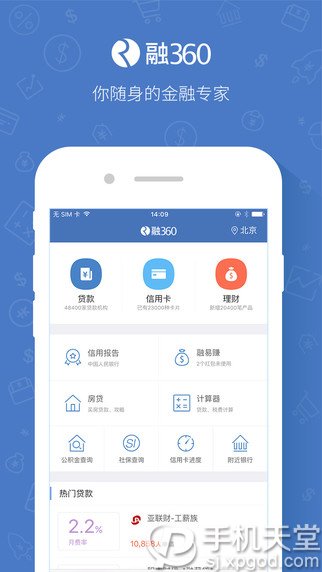 融360
你随身的金融专家
无 SIM 卡
14:09
融360
北京
贷款
信用卡
理财
48400家贷款机构
已有23000种卡片
新增20400笔产品
信用报告
中国人民银行
融易赚
2个红包未使用
房贷
买房贷款、攻略
计算器
贷款、税费计算
公积金查询
社保查询
信用卡进度
附近银行
热门贷款
2.2%
月费率
亚联财-工薪族
手机天堂
sj.xpgod.com